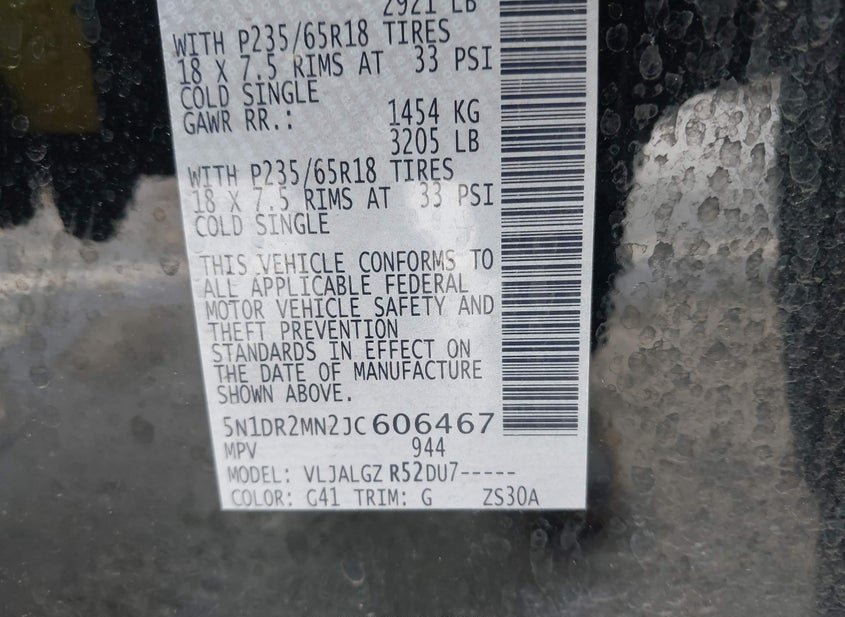 2921 LB
WITH P235/65R18 TIRES
18 X 7.5 RIMS AT 33 PSI
COLD SINGLE
GAWR RR.: 1454 KG
3205 LB
WITH P235/65R18 TIRES
18 X 7.5 RIMS AT 33 PSI
COLD SINGLE
THIS VEHICLE CONFORMS TO
ALL APPLICABLE FEDERAL
MOTOR VEHICLE SAFETY AND
THEFT PREVENTION
STANDARDS IN EFFECT ON
THE DATE OF MANUFACTURE
SHOWN ABOVE.
5N1DR2MN2JC606467
MPV 944
MODEL: VLJALGZ R52DU7-----
COLOR: G41 TRIM: G ZS30A